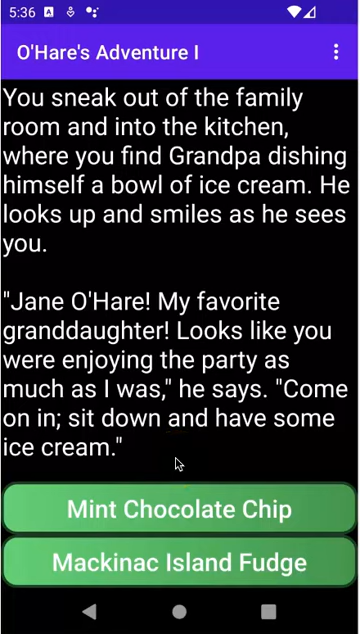 5:36
O'Hare's Adventure I
You sneak out of the family
room and into the kitchen,
where you find Grandpa dishing
himself a bowl of ice cream. He
looks up and smiles as he sees
you.
"Jane O'Hare! My favorite
granddaughter! Looks like you
were enjoying the party as
much as I was," he says. "Come
on in; sit down and have some
ice cream."
Mint Chocolate Chip
Mackinac Island Fudge